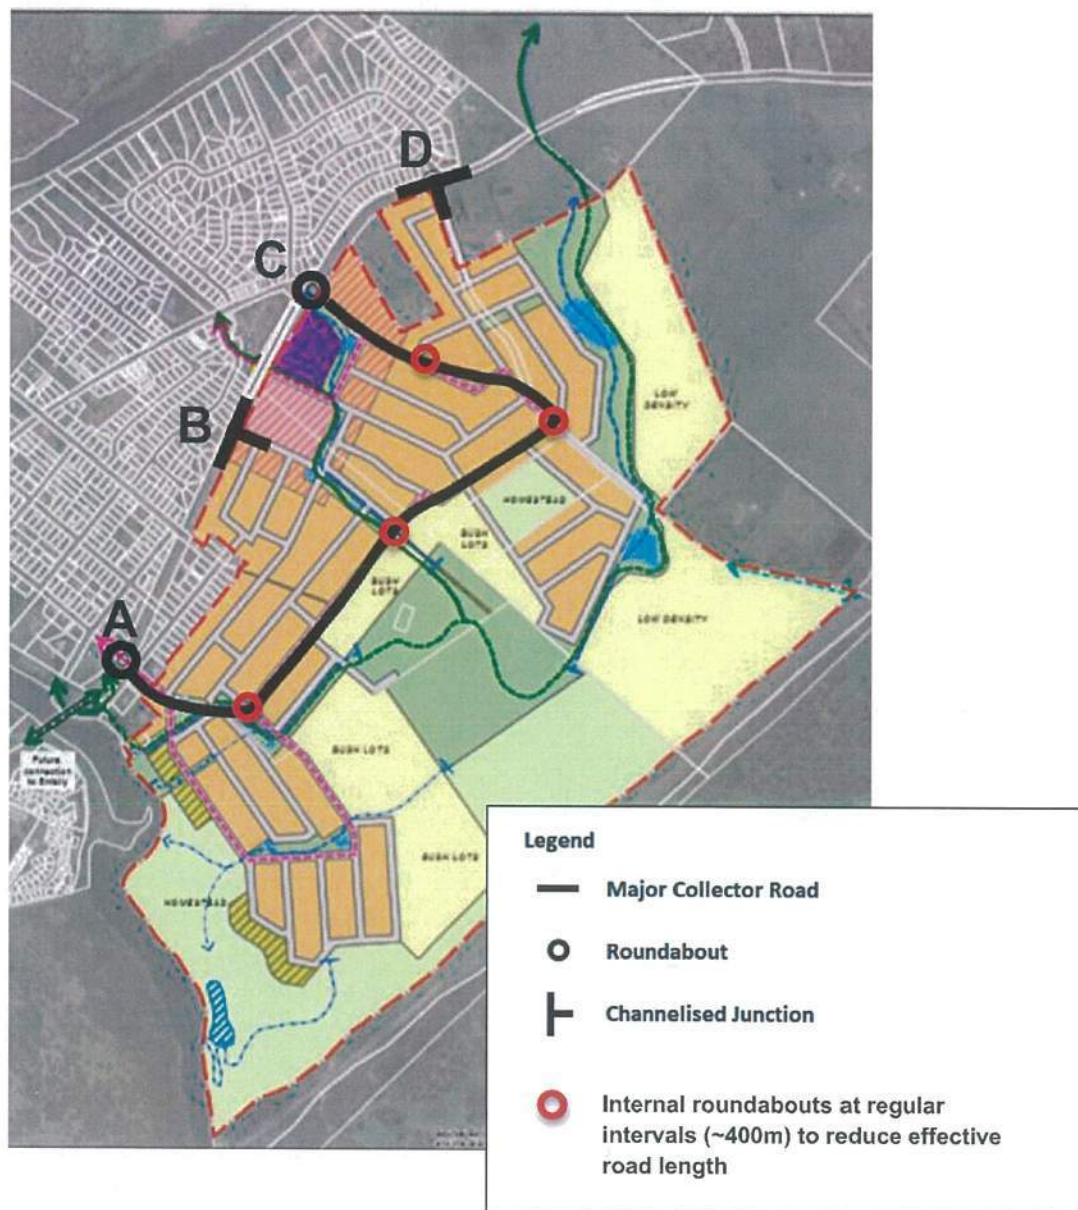 D
C
LOW
DENSITY
B
HOMESTEAD
BUSH
LOTS
BUSH
LOTS
LOW DENSITY
A
Future
connection
to Emily
BUSH LOTS
BUSH LOTS
HOMESTEAD
Legend
Major Collector Road
Roundabout
Channelised Junction
Internal roundabouts at regular
intervals (~400m) to reduce effective
road length